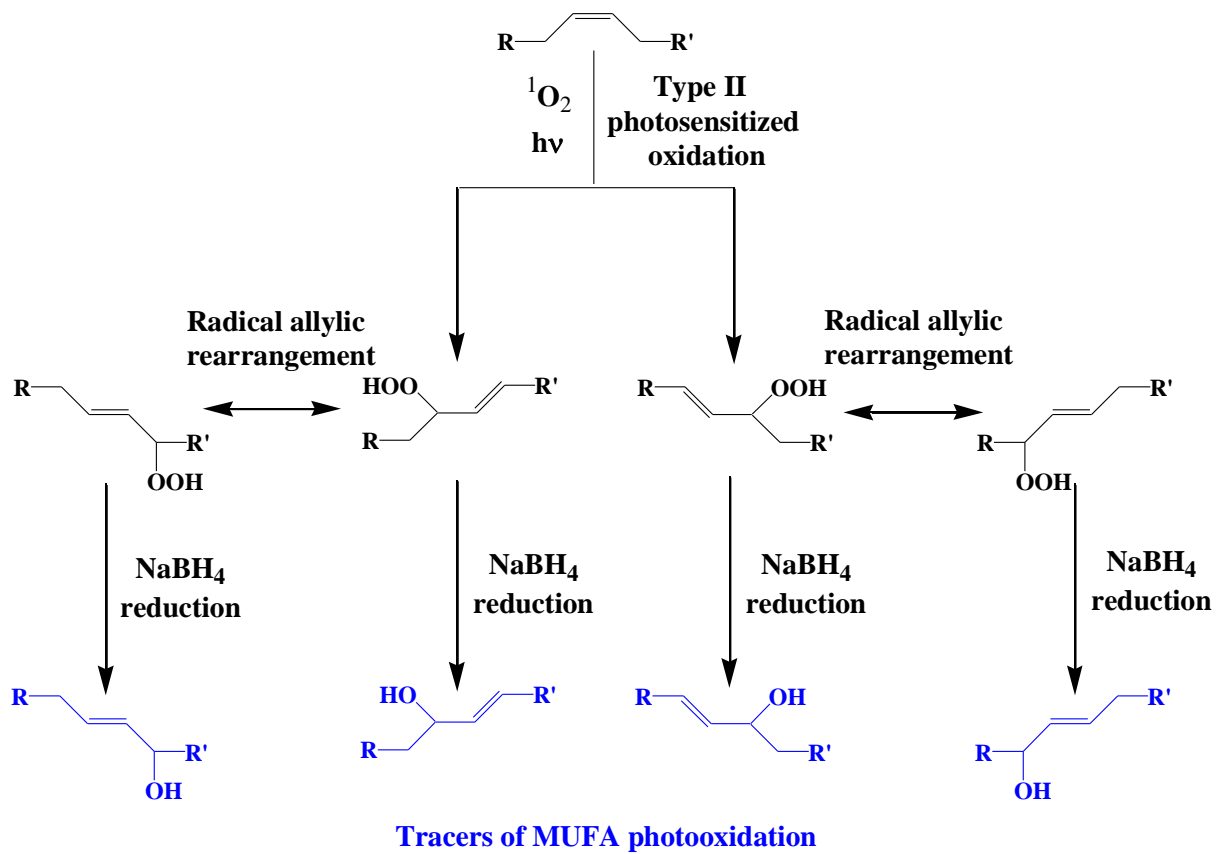 R R'
¹O₂
hν
Type II
photosensitized
oxidation
Radical allylic
rearrangement
Radical allylic
rearrangement
R
R'
OOH
HOO
R'
R
R
OOH
R'
R'
R
OOH
NaBH₄
reduction
NaBH₄
reduction
NaBH₄
reduction
NaBH₄
reduction
R
R'
OH
HO
R'
R
R
OH
R'
R'
R
OH
Tracers of MUFA photooxidation